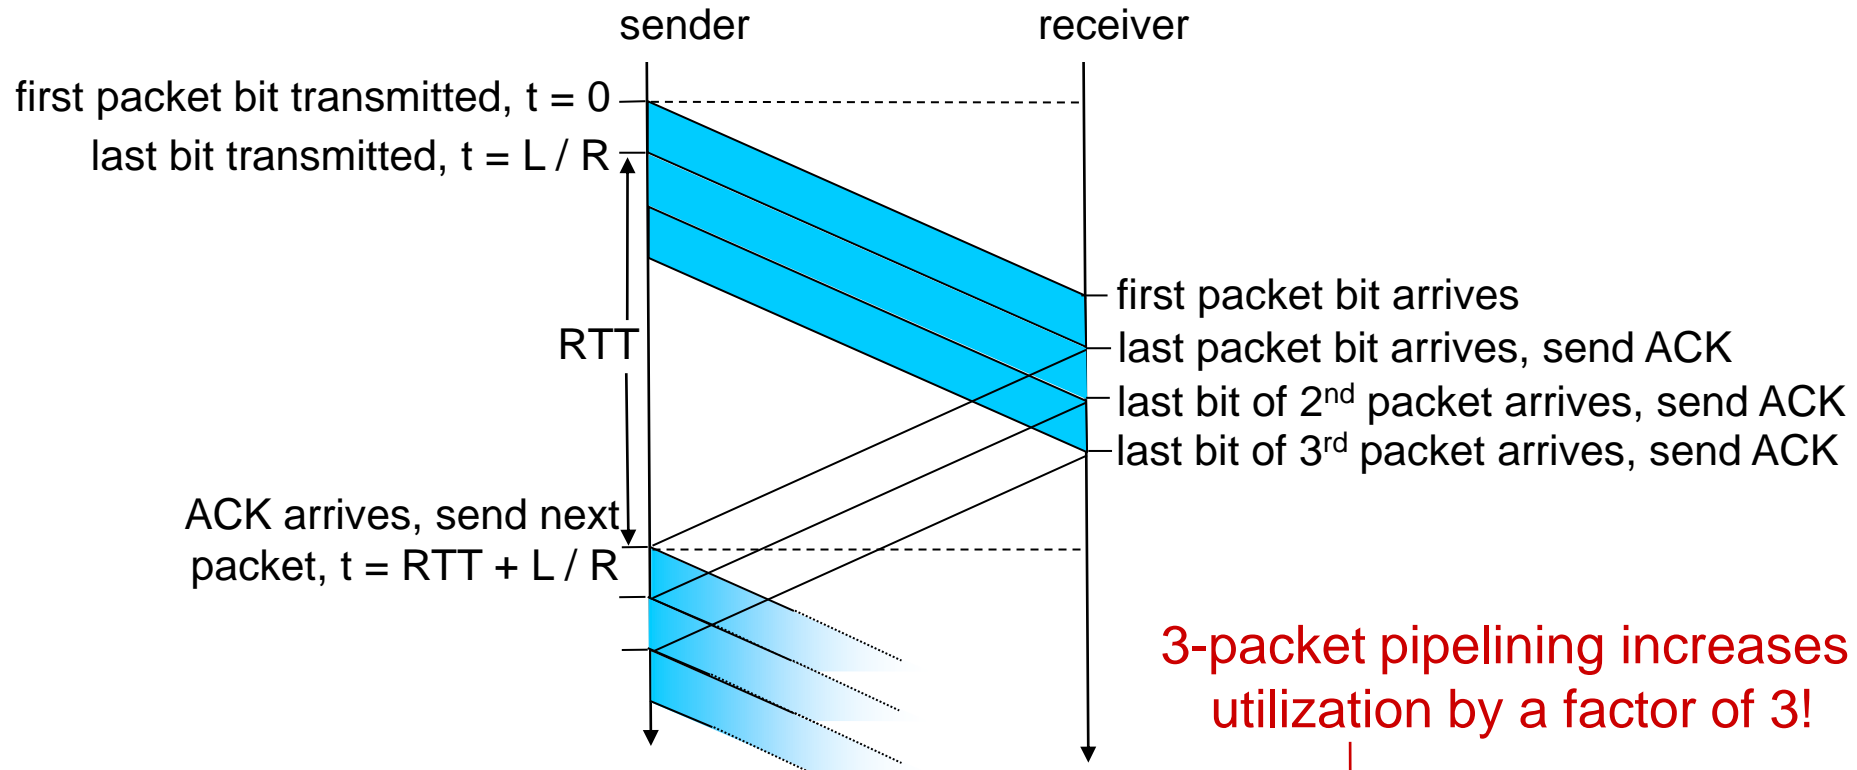 sender
receiver
first packet bit transmitted, t = 0
last bit transmitted, t = L / R
first packet bit arrives
RTT
last packet bit arrives, send ACK
last bit of 2nd packet arrives, send ACK
last bit of 3rd packet arrives, send ACK
ACK arrives, send next
packet, t = RTT + L / R
3-packet pipelining increases
utilization by a factor of 3!